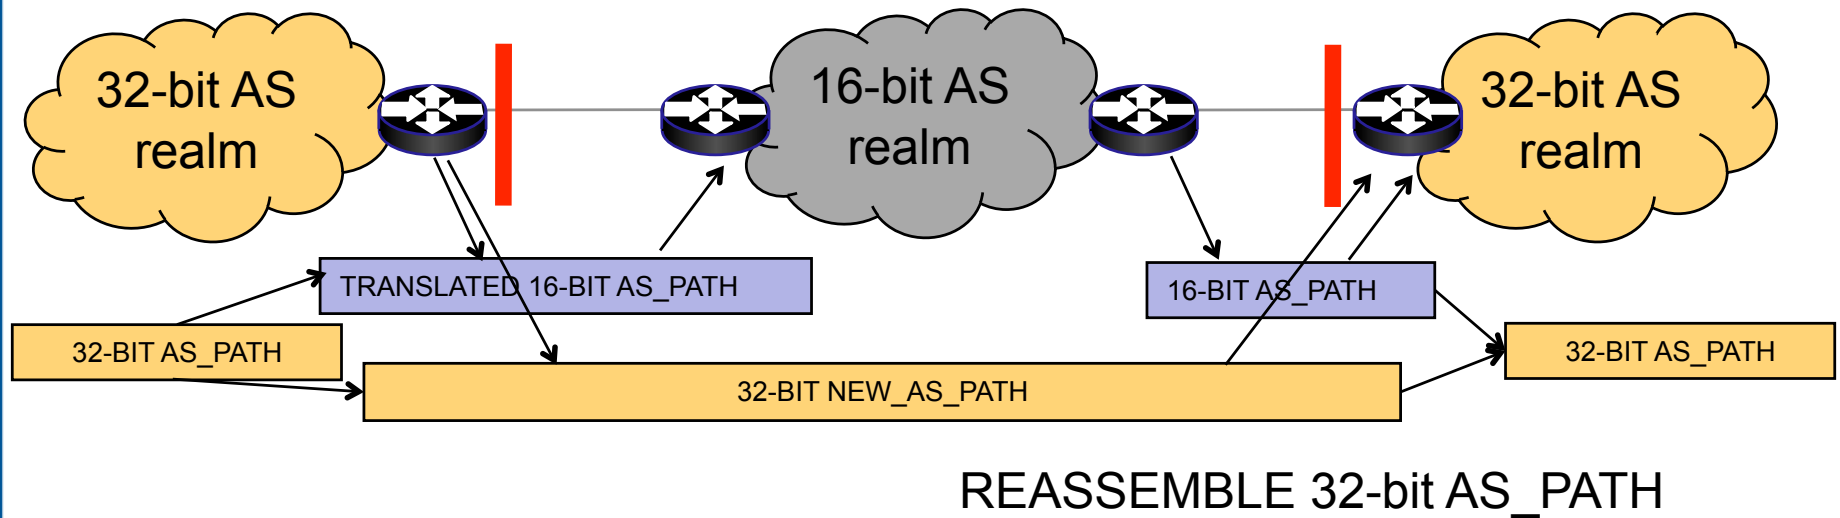 32-bit AS
realm
16-bit AS
realm
32-bit AS
realm
TRANSLATED 16-BIT AS_PATH
16-BIT AS_PATH
32-BIT AS_PATH
32-BIT NEW_AS_PATH
32-BIT AS_PATH
REASSEMBLE 32-bit AS_PATH